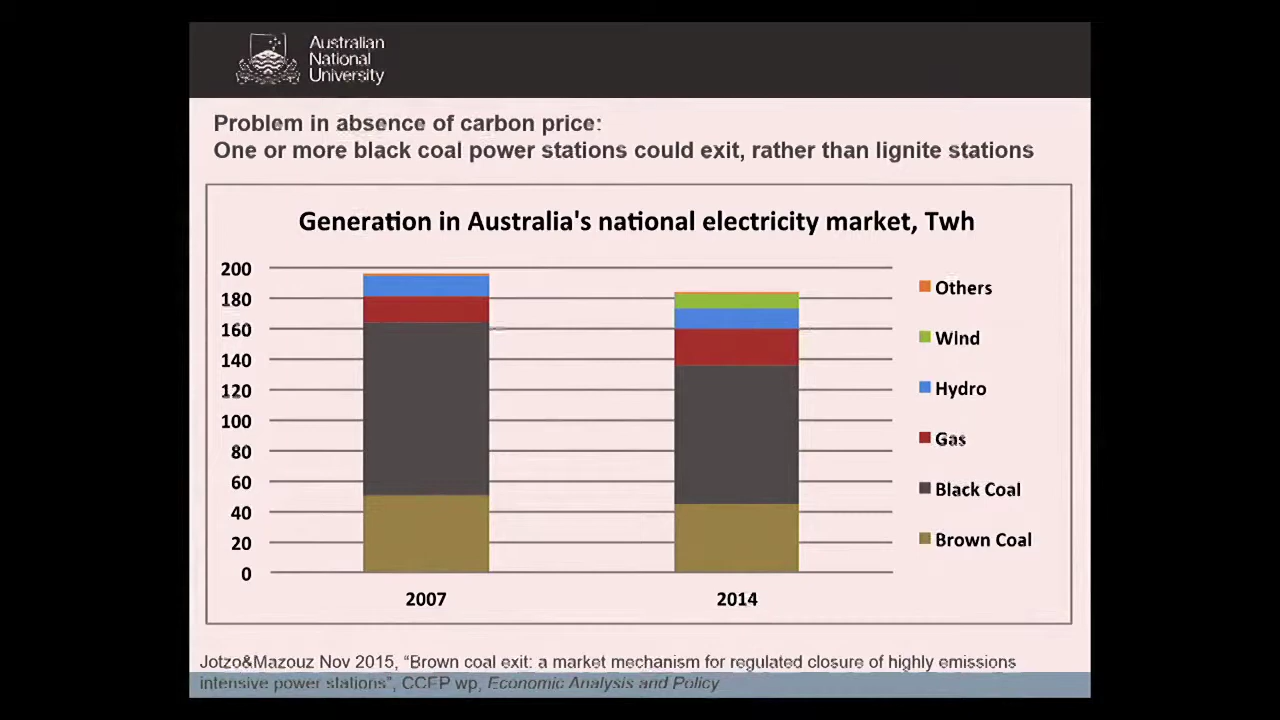 Australian
National
University
Problem in absence of carbon price:
One or more black coal power stations could exit, rather than lignite stations
Generation in Australia's national electricity market, Twh
200
180
160
140
120
100
80
60
40
20
0
2007
2014
Others
Wind
Hydro
Gas
Black Coal
Brown Coal
Jotzo&Mazouz Nov 2015, “Brown coal exit: a market mechanism for regulated closure of highly emissions
intensive power stations”, CCEP wp, Economic Analysis and Policy